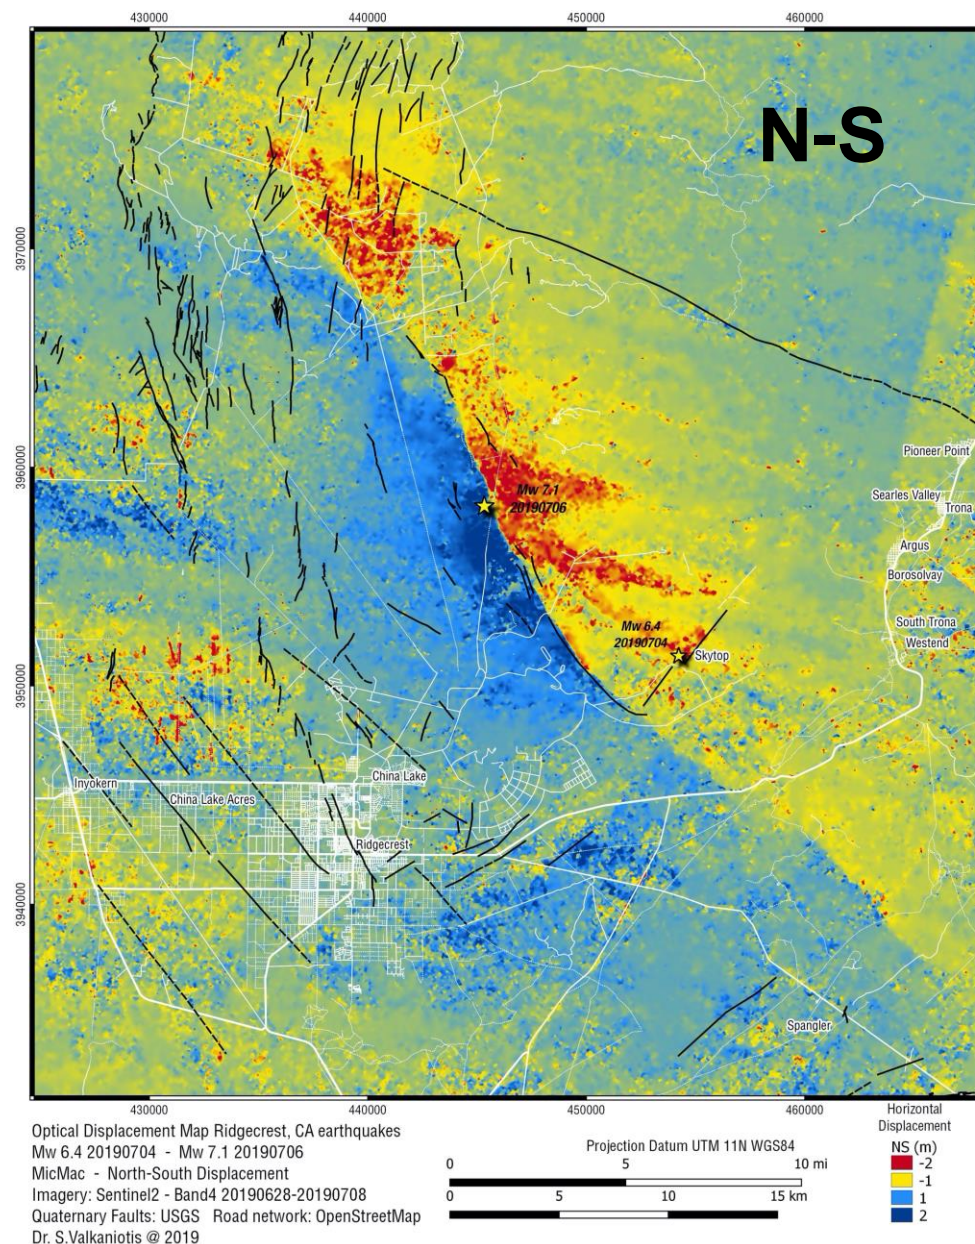 430000 440000 450000 460000
N-S
3970000
3960000
3950000
3940000
Pioneer Point
Searles Valley
Trona
Argus
Borosolvay
South Trona
Westend
Mw 7.1
20190706
Mw 6.4
20190704
Skytop
Inyokern
China Lake Acres
China Lake
Ridgecrest
Spangler
430000 440000 450000 460000
Optical Displacement Map Ridgecrest, CA earthquakes
Mw 6.4 20190704 - Mw 7.1 20190706
MicMac - North-South Displacement
Imagery: Sentinel2 - Band4 20190628-20190708
Quaternary Faults: USGS Road network: OpenStreetMap
Dr. S.Valkaniotis @ 2019
Projection Datum UTM 11N WGS84
0 5 10 mi
0 5 10 15 km
Horizontal
Displacement
NS (m)
-2
-1
1
2